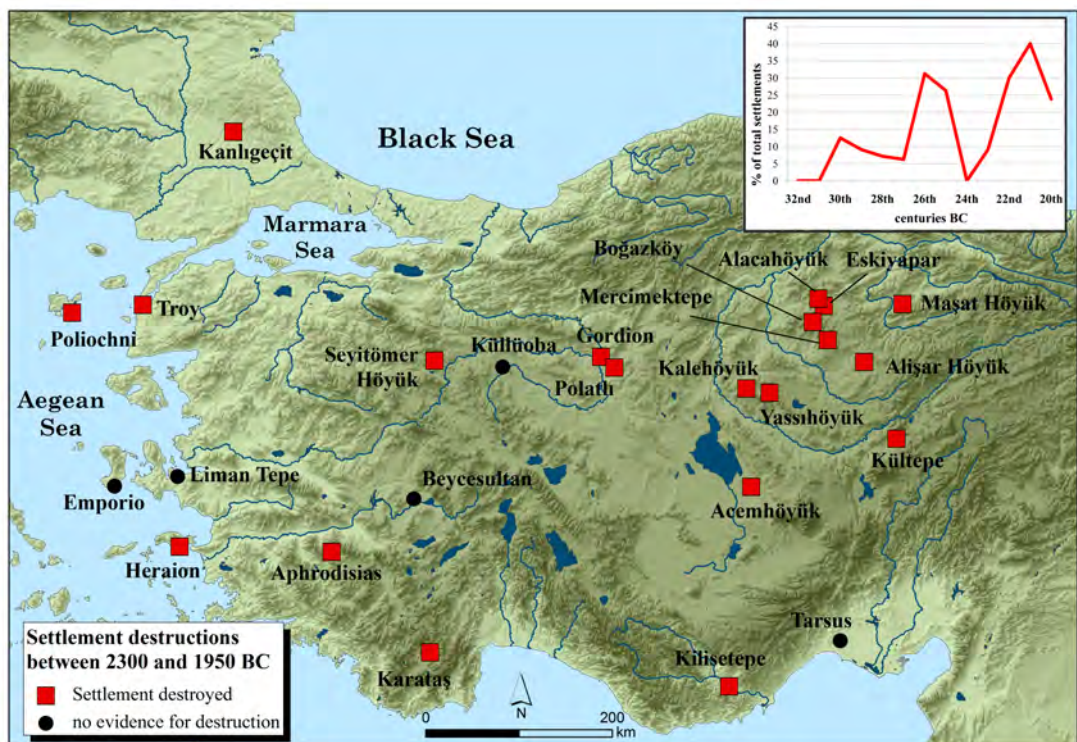 45
40
35
30
25
20
15
10
5
0
% of total settlements
32nd 30th 28th 26th 24th 22nd 20th
centuries BC
Black Sea
Kanlıgeçit
Marmara
Sea
Boğazköy
Alacahöyük
Eskiyapar
Mercimektepe
Maşat Höyük
Troy
Poliochni
Gordion
Seyitömer
Höyük
Küllüoba
Polatlı
Kalehöyük
Alişar Höyük
Yassıhöyük
Aegean
Sea
Kültepe
Liman Tepe
Emporio
Beycesultan
Acemhöyük
Heraion
Aphrodisias
Tarsus
Karataş
Kilisetepe
Settlement destructions
between 2300 and 1950 BC
Settlement destroyed
no evidence for destruction
N
0 200
km